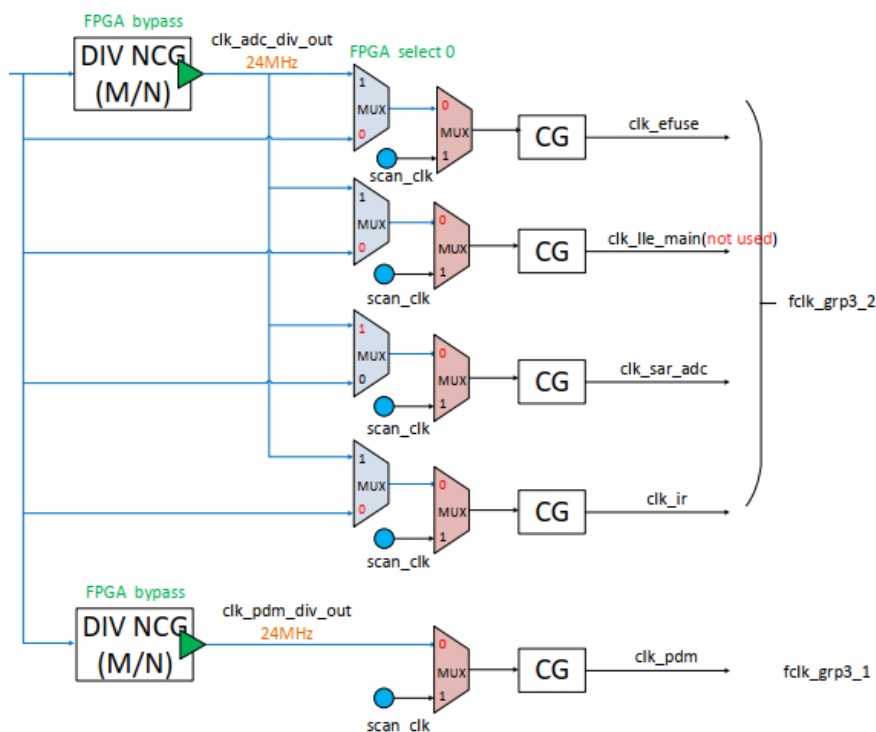 FPGA bypass
DIV NCG
(M/N)
clk_adc_div_out
24MHz
FPGA select 0
1
MUX
0
0
MUX
1
scan_clk
CG
clk_efuse
1
MUX
0
0
MUX
1
scan_clk
CG
clk_lle_main(not used)
fclk_grp3_2
1
MUX
0
0
MUX
1
scan_clk
CG
clk_sar_adc
1
MUX
0
0
MUX
1
scan_clk
CG
clk_ir
FPGA bypass
DIV NCG
(M/N)
clk_pdm_div_out
24MHz
0
MUX
1
scan clk
CG
clk_pdm
fclk_grp3_1